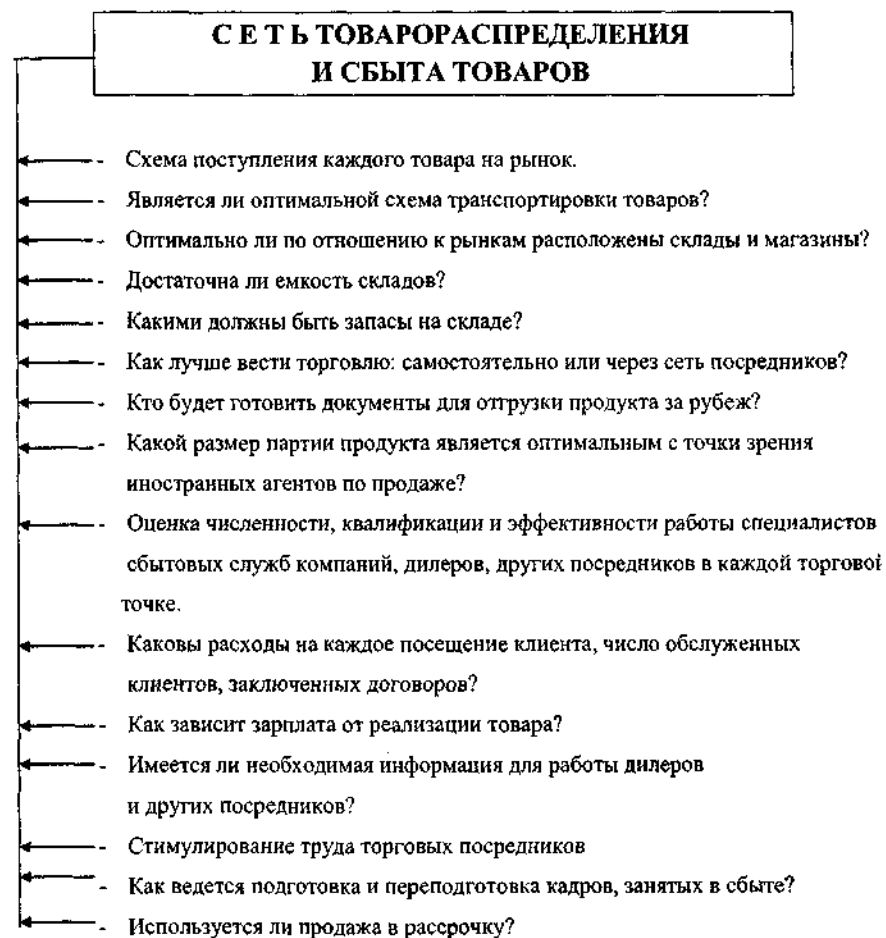 С Е Т Ь ТОВАРОРАСПРЕДЕЛЕНИЯ
И СБЫТА ТОВАРОВ
- Схема поступления каждого товара на рынок.
- Является ли оптимальной схема транспортировки товаров?
- Оптимально ли по отношению к рынкам расположены склады и магазины?
- Достаточна ли емкость складов?
- Какими должны быть запасы на складе?
- Как лучше вести торговлю: самостоятельно или через сеть посредников?
- Кто будет готовить документы для отгрузки продукта за рубеж?
- Какой размер партии продукта является оптимальным с точки зрения
иностранных агентов по продаже?
- Оценка численности, квалификации и эффективности работы специалистов
сбытовых служб компаний, дилеров, других посредников в каждой торговой
точке.
- Каковы расходы на каждое посещение клиента, число обслуженных
клиентов, заключенных договоров?
- Как зависит зарплата от реализации товара?
- Имеется ли необходимая информация для работы дилеров
и других посредников?
- Стимулирование труда торговых посредников
- Как ведется подготовка и переподготовка кадров, занятых в сбыте?
- Используется ли продажа в рассрочку?